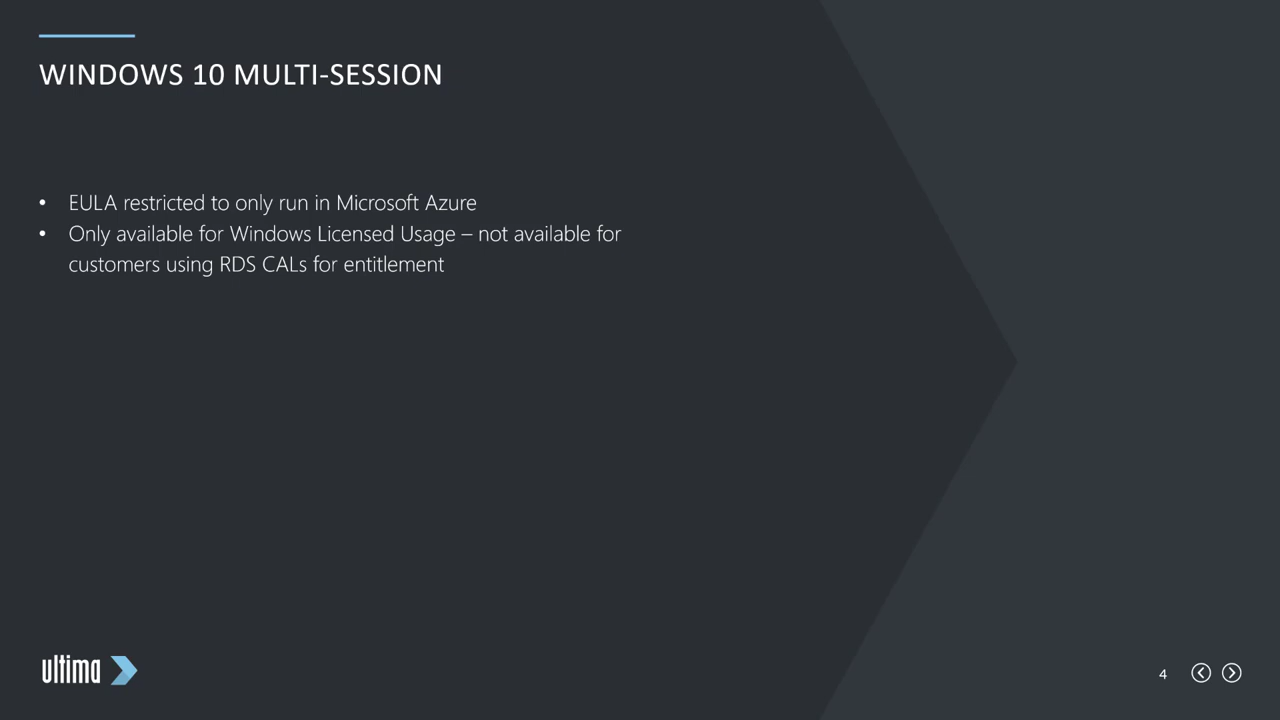 WINDOWS 10 MULTI-SESSION
• EULA restricted to only run in Microsoft Azure
• Only available for Windows Licensed Usage – not available for
customers using RDS CALs for entitlement
ultima
4